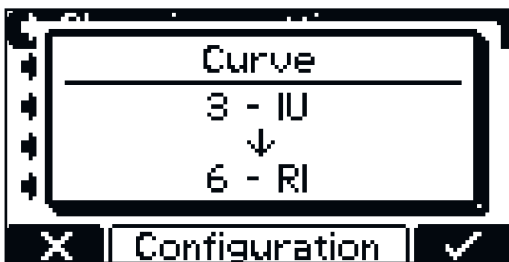 Curve
3 - IU
↓
6 - RI
X Configuration ✓